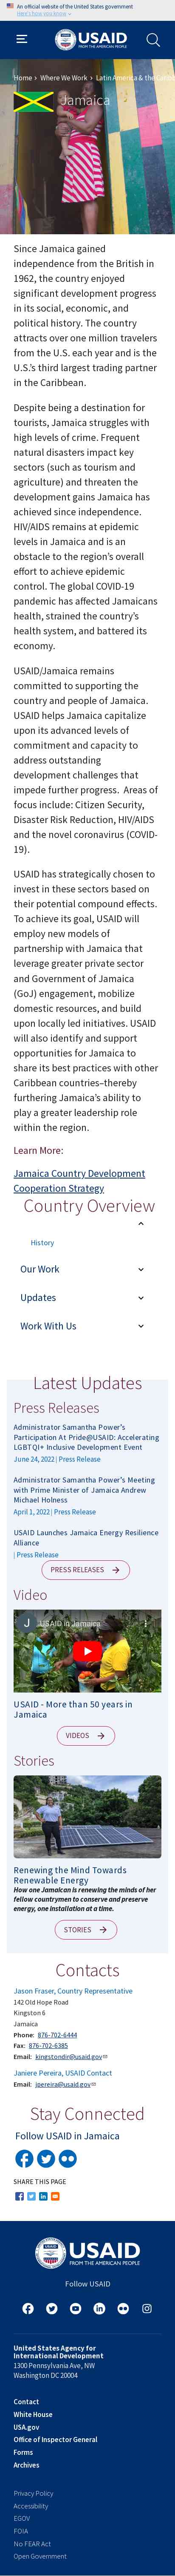 An official website of the United States government
Here's how you know
USAID
FROM THE AMERICAN PEOPLE
Home › Where We Work › Latin America & the
Jamaica
Since Jamaica gained
independence from the British in
1962, the country enjoyed
significant development progress
in its social, economic, and
political history. The country
attracts over one million travelers
from the U.S. each year and is the
U.S.’s third largest trading partner
in the Caribbean.
Despite being a destination for
tourists, Jamaica struggles with
high levels of crime. Frequent
natural disasters impact key
sectors (such as tourism and
agriculture) and threaten the
development gains Jamaica has
achieved since independence.
HIV/AIDS remains an epidemic
levels in Jamaica and is an
obstacle to the region’s overall
effort to achieve epidemic
control. The global COVID-19
pandemic has affected Jamaicans
health, strained the country’s
health system, and battered its
economy.
USAID/Jamaica remains
committed to supporting the
country and people of Jamaica.
USAID helps Jamaica capitalize
upon its advanced levels of
commitment and capacity to
address outstanding
development challenges that
impede further progress. Areas of
focus include: Citizen Security,
Disaster Risk Reduction, HIV/AIDS
and the novel coronavirus (COVID-
19).
USAID has strategically chosen to
invest in these sectors based on
their potential compound effects.
To achieve this goal, USAID will
employ new models of
partnership with Jamaica that
leverage greater private sector
and Government of Jamaica
(GoJ) engagement, mobilize
domestic resources, and build
upon locally led initiatives. USAID
will also identify and support
opportunities for Jamaica to
share its best practices with other
Caribbean countries–thereby
furthering Jamaica’s ability to
play a greater leadership role
within the region.
Learn More:
Jamaica Country Development
Cooperation Strategy
Country Overview
History
Our Work
Updates
Work With Us
Latest Updates
Press Releases
Administrator Samantha Power’s
Participation At Pride@USAID: Accelerating
LGBTQI+ Inclusive Development Event
June 24, 2022 | Press Release
Administrator Samantha Power’s Meeting
with Prime Minister of Jamaica Andrew
Michael Holness
April 1, 2022 | Press Release
USAID Launches Jamaica Energy Resilience
Alliance
| Press Release
PRESS RELEASES
Video
J USAID in Jamaica
USAID - More than 50 years in
Jamaica
VIDEOS
Stories
Renewing the Mind Towards
Renewable Energy
How one Jamaican is renewing the minds of her
fellow countrymen to conserve and preserve
energy, one installation at a time.
STORIES
Contacts
Jason Fraser, Country Representative
142 Old Hope Road
Kingston 6
Jamaica
Phone: 876-702-6444
Fax: 876-702-6385
Email: kingstondir@usaid.gov
Janiere Pereira, USAID Contact
Email: jpereira@usaid.gov
Stay Connected
Follow USAID in Jamaica
SHARE THIS PAGE
USAID
FROM THE AMERICAN PEOPLE
Follow USAID
United States Agency for
International Development
1300 Pennsylvania Ave, NW
Washington DC 20004
Contact
White House
USA.gov
Office of Inspector General
Forms
Archives
Privacy Policy
Accessibility
EGOV
FOIA
No FEAR Act
Open Government